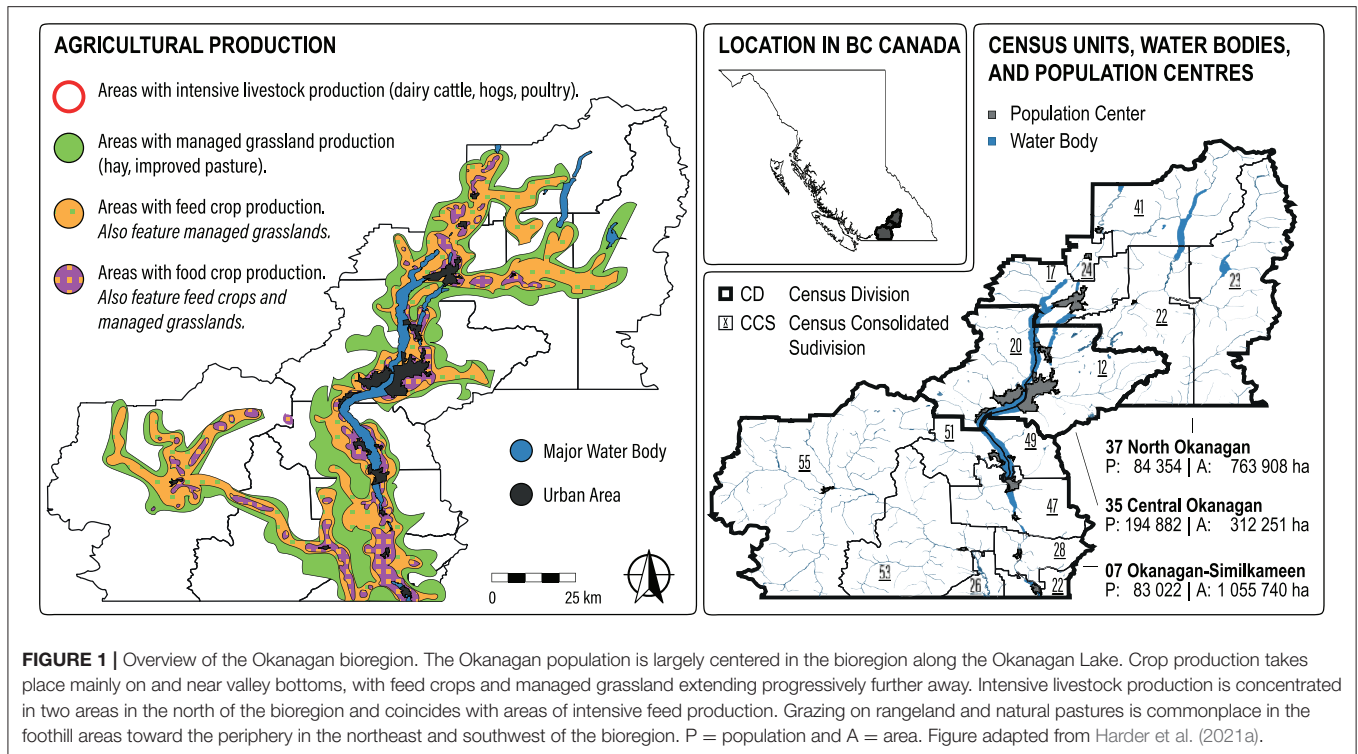 AGRICULTURAL PRODUCTION
Areas with intensive livestock production (dairy cattle, hogs, poultry).
Areas with managed grassland production
(hay, improved pasture).
Areas with feed crop production.
Also feature managed grasslands.
Areas with food crop production.
Also feature feed crops and
managed grasslands.
Major Water Body
Urban Area
0 25 km
LOCATION IN BC CANADA
CD Census Division
CCS Census Consolidated
Sudivision
CENSUS UNITS, WATER BODIES,
AND POPULATION CENTRES
Population Center
Water Body
41
17
24
23
22
20
12
51
49
55
47
28
53
26
22
37 North Okanagan
P: 84 354 | A: 763 908 ha
35 Central Okanagan
P: 194 882 | A: 312 251 ha
07 Okanagan-Similkameen
P: 83 022 | A: 1 055 740 ha
FIGURE 1 | Overview of the Okanagan bioregion. The Okanagan population is largely centered in the bioregion along the Okanagan Lake. Crop production takes
place mainly on and near valley bottoms, with feed crops and managed grassland extending progressively further away. Intensive livestock production is concentrated
in two areas in the north of the bioregion and coincides with areas of intensive feed production. Grazing on rangeland and natural pastures is commonplace in the
foothill areas toward the periphery in the northeast and southwest of the bioregion. P = population and A = area. Figure adapted from Harder et al. (2021a).